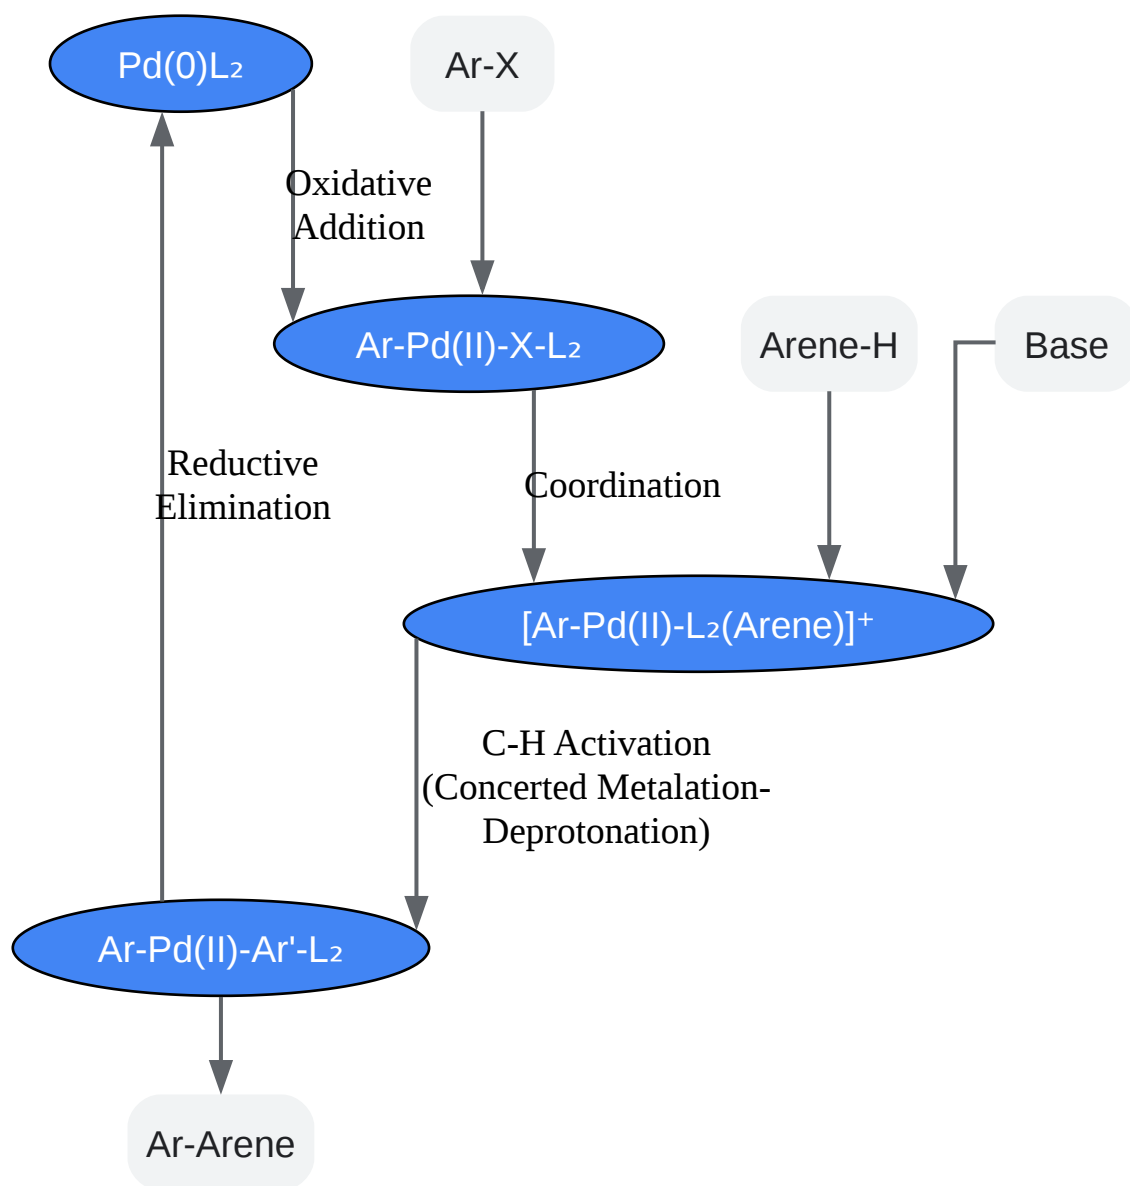 Pd(0)L₂
Ar-X
Oxidative
Addition
Ar-Pd(II)-X-L₂
Arene-H
Base
Reductive
Elimination
Coordination
[Ar-Pd(II)-L₂(Arene)]⁺
C-H Activation
(Concerted Metalation-
Deprotonation)
Ar-Pd(II)-Ar'-L₂
Ar-Arene